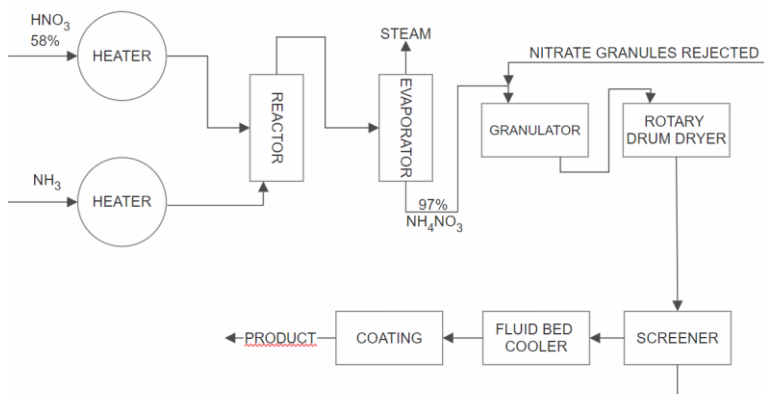 HNO₃
58%
HEATER
REACTOR
STEAM
EVAPORATOR
NITRATE GRANULES REJECTED
GRANULATOR
ROTARY
DRUM DRYER
NH₃
HEATER
97%
NH₄NO₃
PRODUCT
COATING
FLUID BED
COOLER
SCREENER